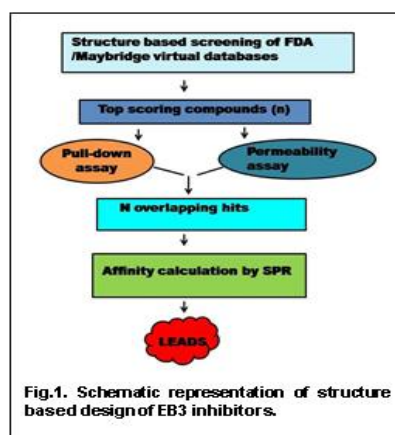 Structure based screening of FDA
/Maybridge virtual databases
Top scoring compounds (n)
Pull-down
assay
Permeability
assay
N overlapping hits
Affinity calculation by SPR
LEADS
Fig.1. Schematic representation of structure
based design of EB3 inhibitors.